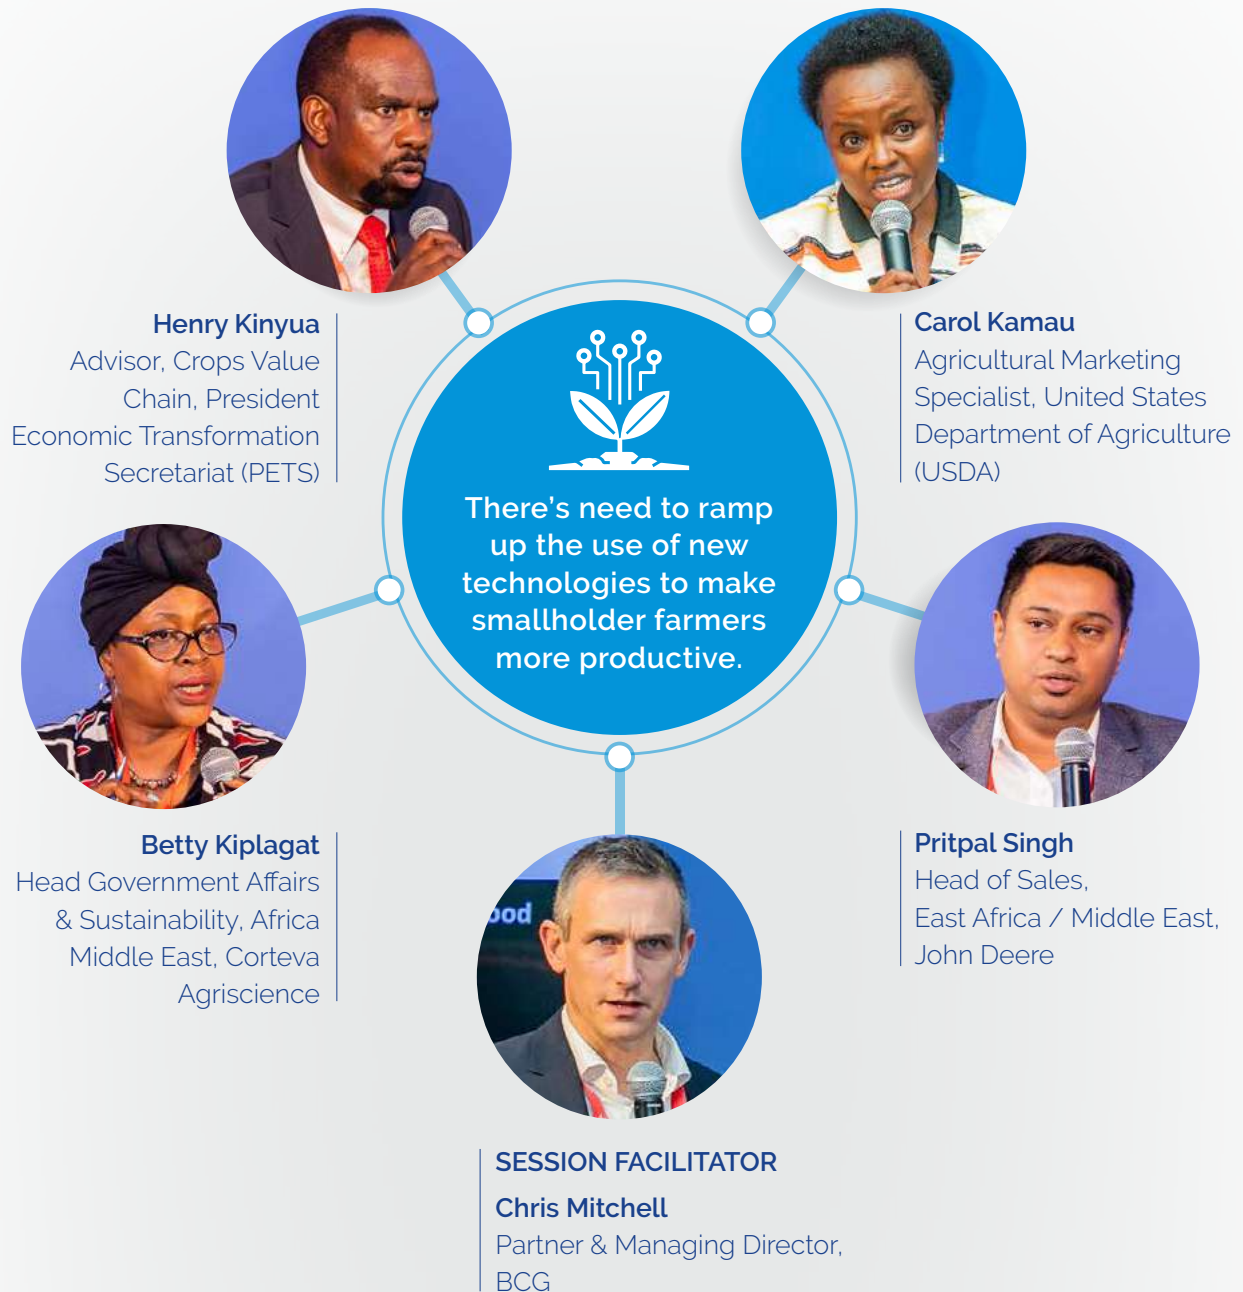 Henry Kinyua
Advisor, Crops Value
Chain, President
Economic Transformation
Secretariat (PETS)
Carol Kamau
Agricultural Marketing
Specialist, United States
Department of Agriculture
(USDA)
There’s need to ramp
up the use of new
technologies to make
smallholder farmers
more productive.
Betty Kiplagat
Head Government Affairs
& Sustainability, Africa
Middle East, Corteva
Agriscience
Pritpal Singh
Head of Sales,
East Africa / Middle East,
John Deere
ood
SESSION FACILITATOR
Chris Mitchell
Partner & Managing Director,
BCG